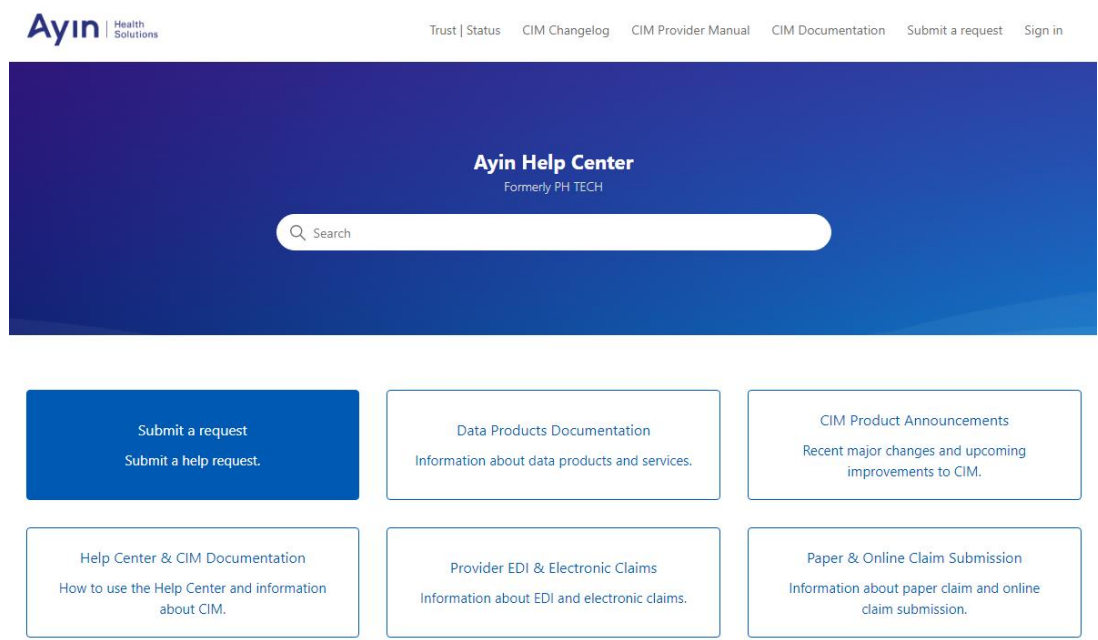 Ayin Health Solutions
Trust | Status CIM Changelog CIM Provider Manual CIM Documentation Submit a request Sign in
Ayin Help Center
Formerly PH TECH
Search
Submit a request
Submit a help request.
Data Products Documentation
Information about data products and services.
CIM Product Announcements
Recent major changes and upcoming
improvements to CIM.
Help Center & CIM Documentation
How to use the Help Center and information
about CIM.
Provider EDI & Electronic Claims
Information about EDI and electronic claims.
Paper & Online Claim Submission
Information about paper claim and online
claim submission.